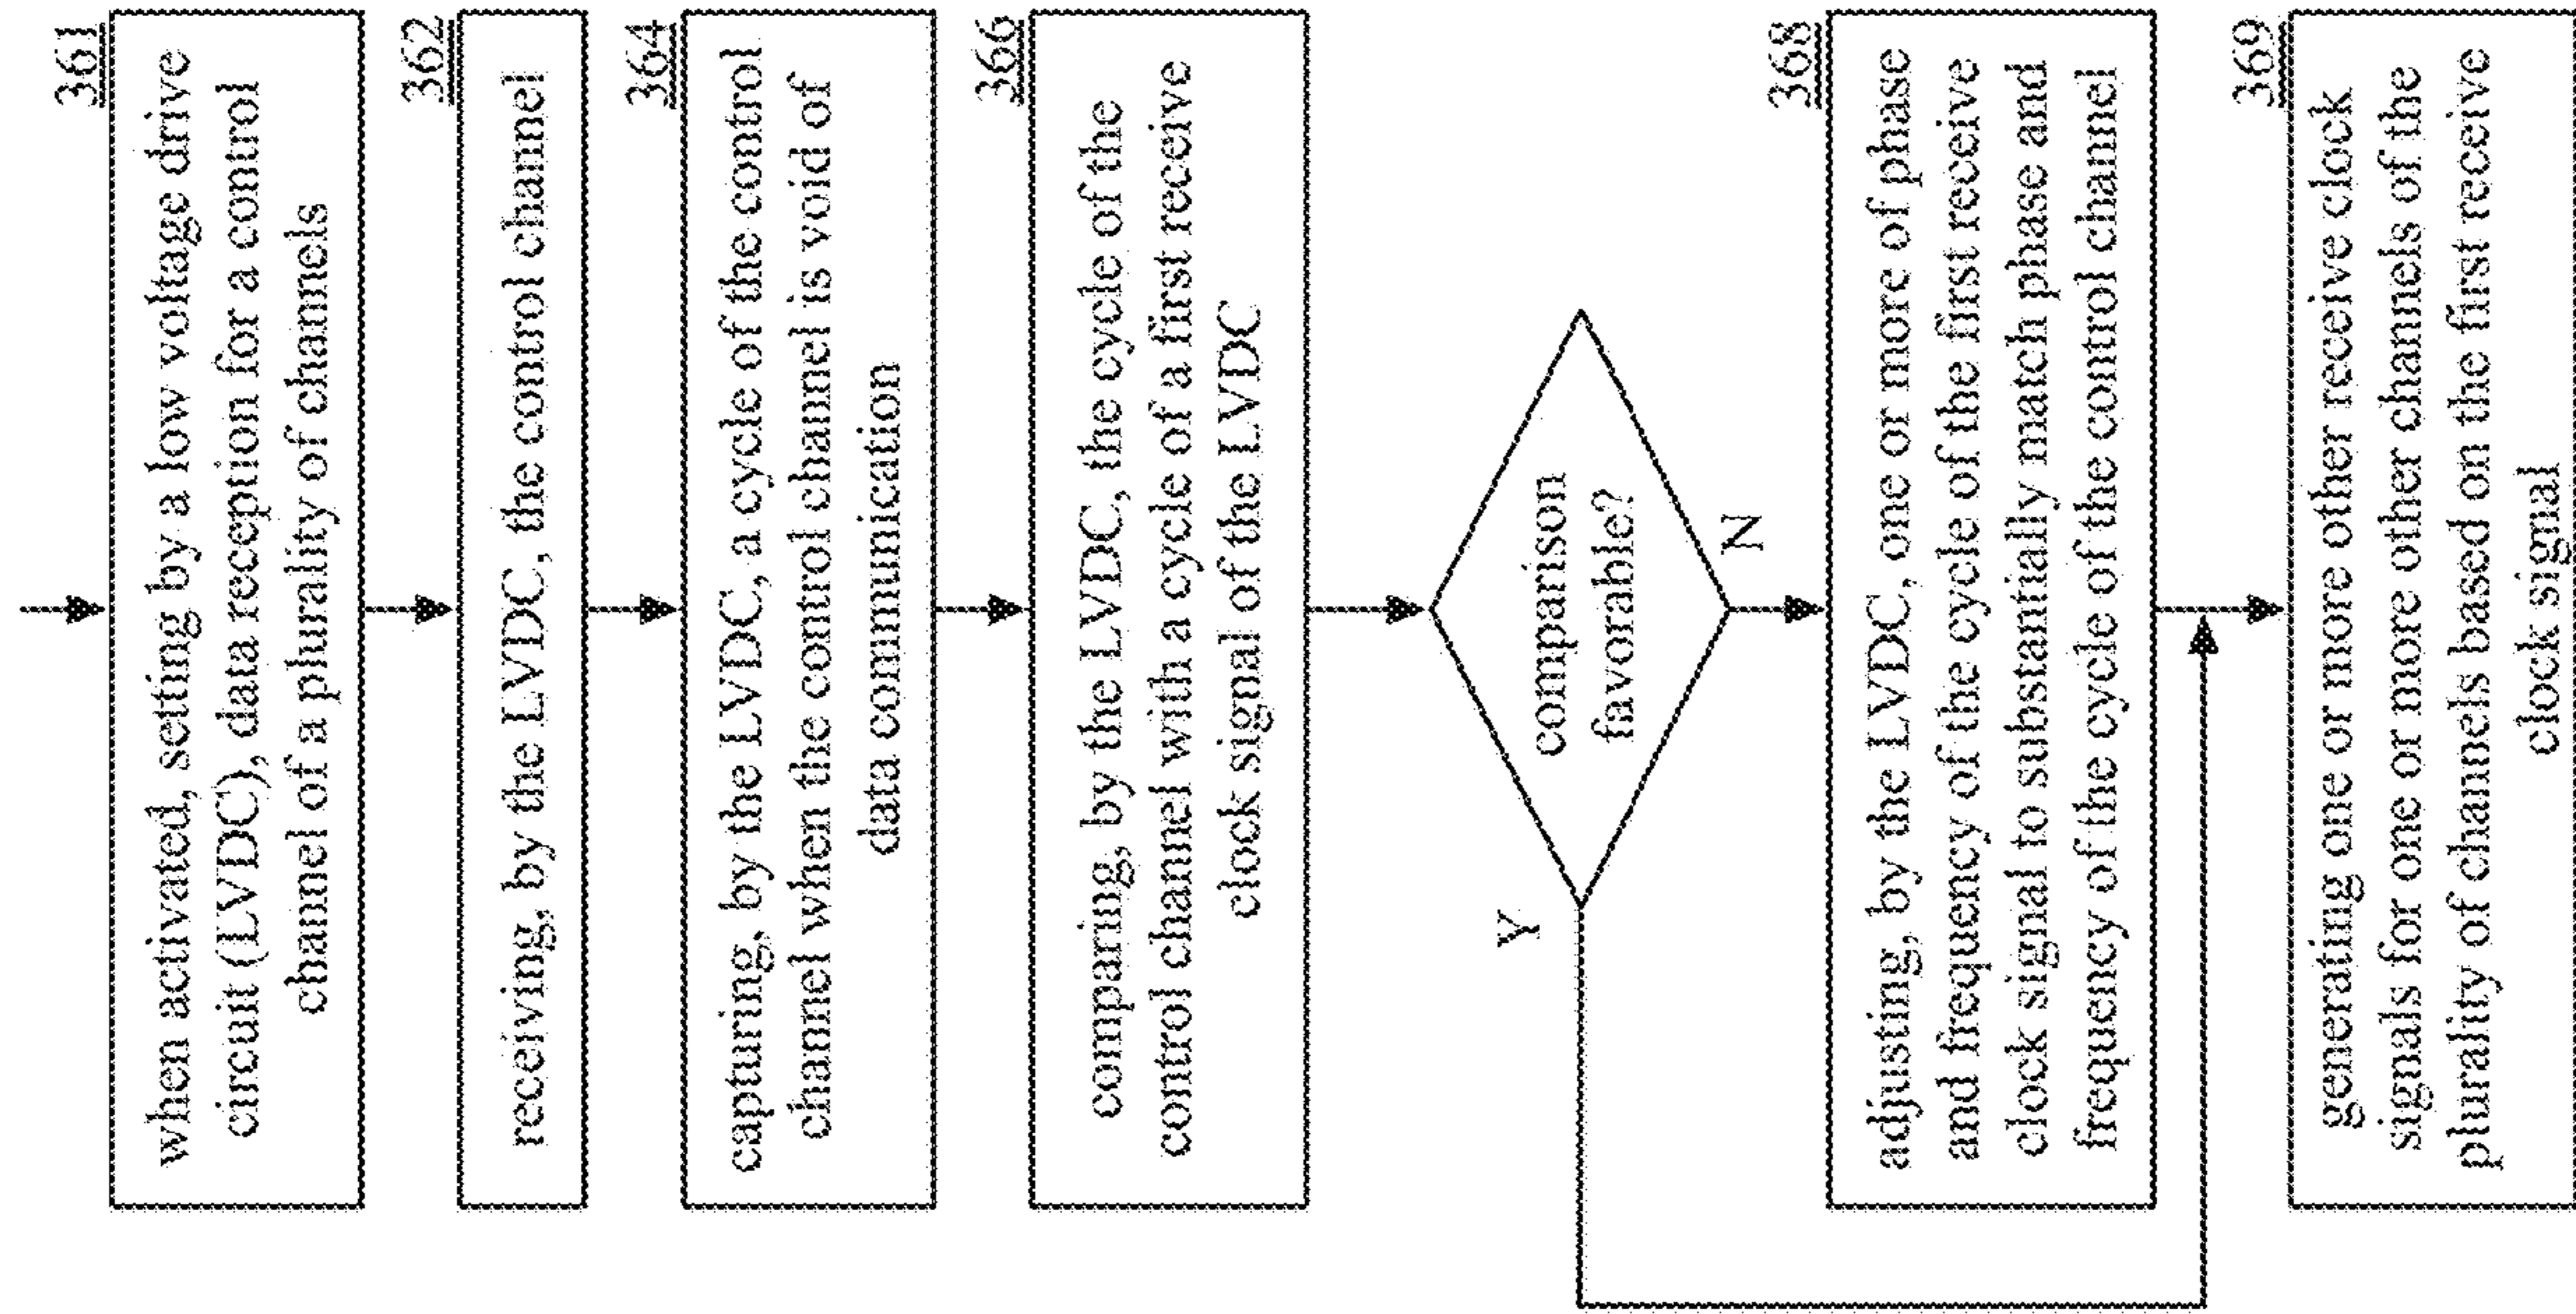 361
when activated, setting by a low voltage drive
circuit (LVDC), data reception for a control
channel of a plurality of channels
362
receiving, by the LVDC, the control channel
364
capturing, by the LVDC, a cycle of the control
channel when the control channel is void of
data communication
366
comparing, by the LVDC, the cycle of the
control channel with a cycle of a first receive
clock signal of the LVDC
comparison
favorable?
Y
N
368
adjusting, by the LVDC, one or more of phase
and frequency of the cycle of the first receive
clock signal to substantially match phase and
frequency of the cycle of the control channel
369
generating one or more other receive clock
signals for one or more other channels of the
plurality of channels based on the first receive
clock signal